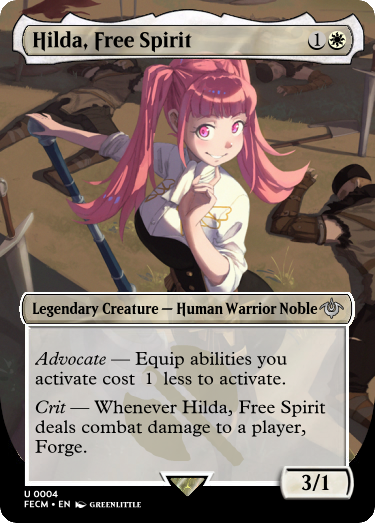 Hilda, Free Spirit 1
Legendary Creature — Human Warrior Noble
Advocate — Equip abilities you
activate cost 1 less to activate.
Crit — Whenever Hilda, Free Spirit
deals combat damage to a player,
Forge.
3/1
U 0004
FECM • EN GREENLITTLE